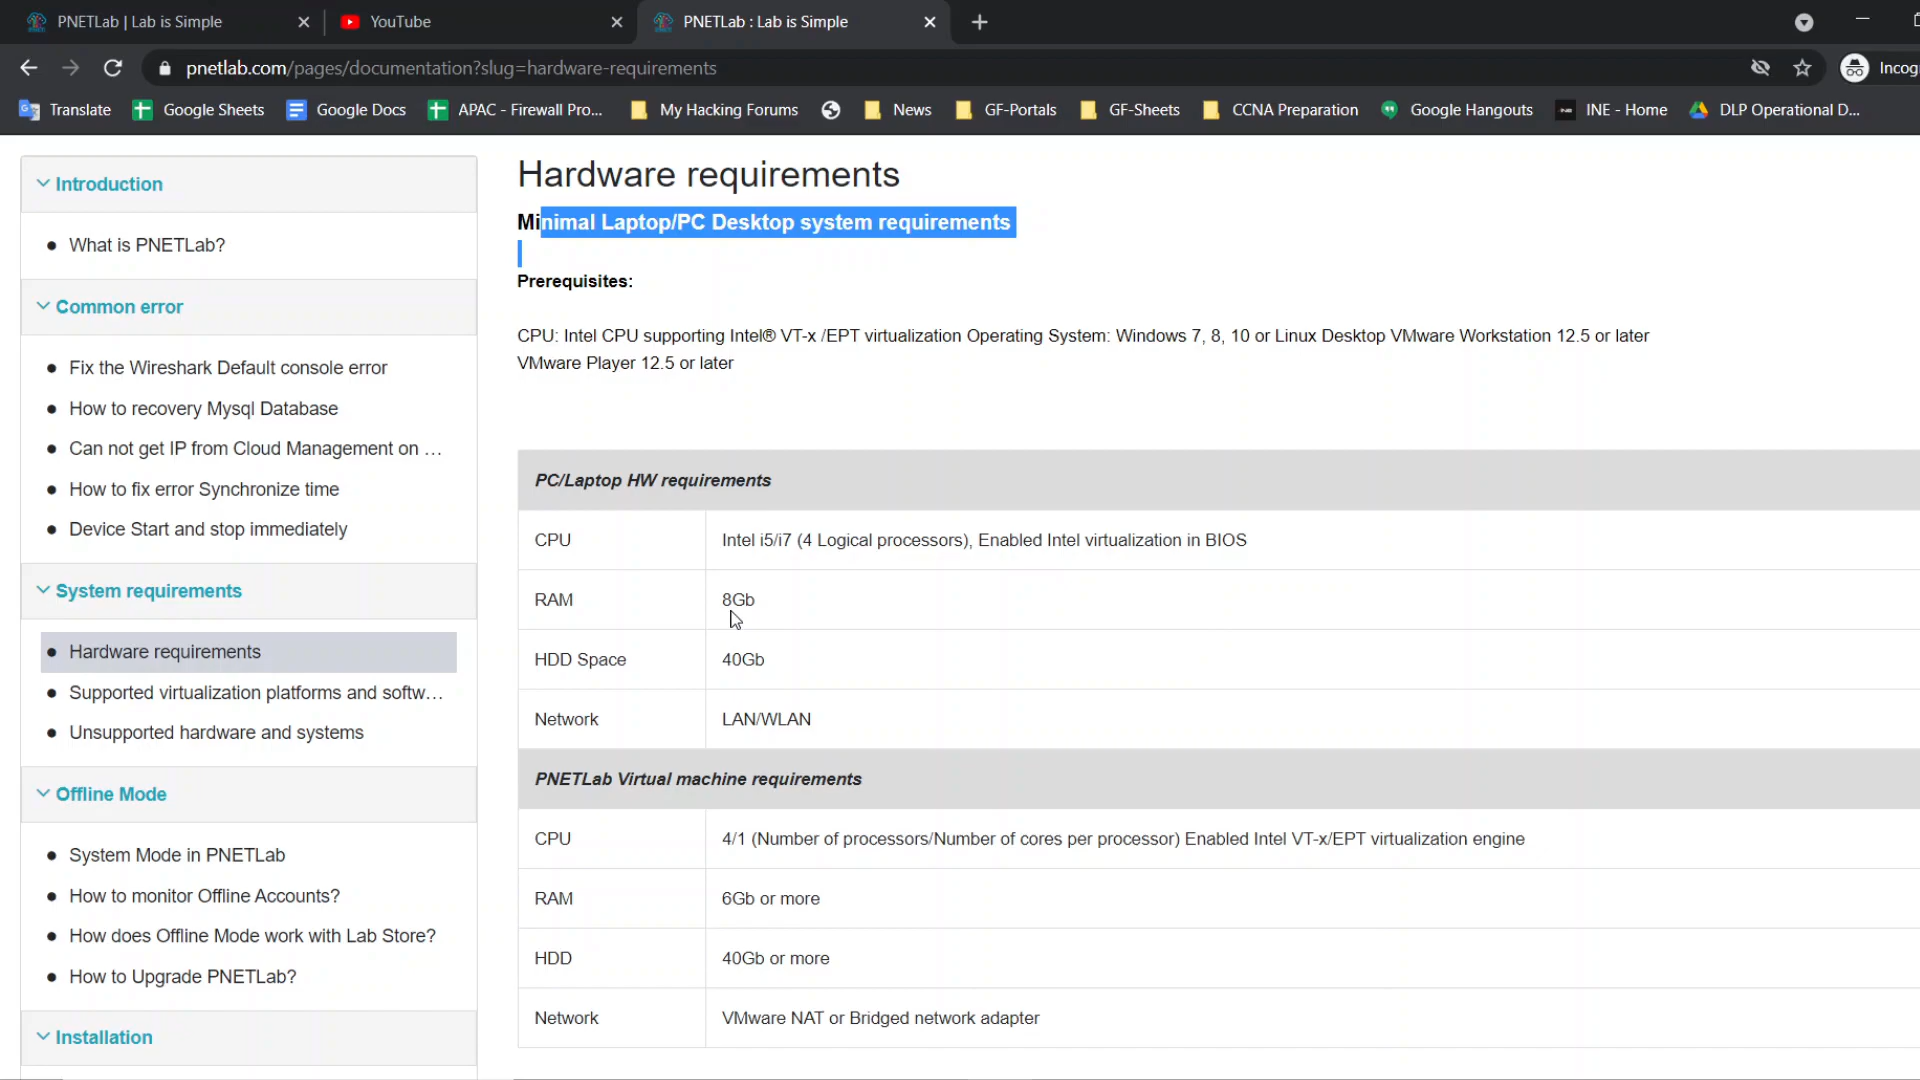 PNETLab | Lab is Simple
YouTube
PNETLab : Lab is Simple
pnetlab.com/pages/documentation?slug=hardware-requirements
Incog
Translate
Google Sheets
Google Docs
APAC - Firewall Pro...
My Hacking Forums
News
GF-Portals
GF-Sheets
CCNA Preparation
Google Hangouts
INE - Home
DLP Operational D...
Introduction
What is PNETLab?
Common error
Fix the Wireshark Default console error
How to recovery Mysql Database
Can not get IP from Cloud Management on ...
How to fix error Synchronize time
Device Start and stop immediately
System requirements
Hardware requirements
Supported virtualization platforms and softw...
Unsupported hardware and systems
Offline Mode
System Mode in PNETLab
How to monitor Offline Accounts?
How does Offline Mode work with Lab Store?
How to Upgrade PNETLab?
Installation
Hardware requirements
Minimal Laptop/PC Desktop system requirements
Prerequisites:
CPU: Intel CPU supporting Intel® VT-x /EPT virtualization Operating System: Windows 7, 8, 10 or Linux Desktop VMware Workstation 12.5 or later
VMware Player 12.5 or later
PC/Laptop HW requirements
CPU Intel i5/i7 (4 Logical processors), Enabled Intel virtualization in BIOS
RAM 8Gb
HDD Space 40Gb
Network LAN/WLAN
PNETLab Virtual machine requirements
CPU 4/1 (Number of processors/Number of cores per processor) Enabled Intel VT-x/EPT virtualization engine
RAM 6Gb or more
HDD 40Gb or more
Network VMware NAT or Bridged network adapter